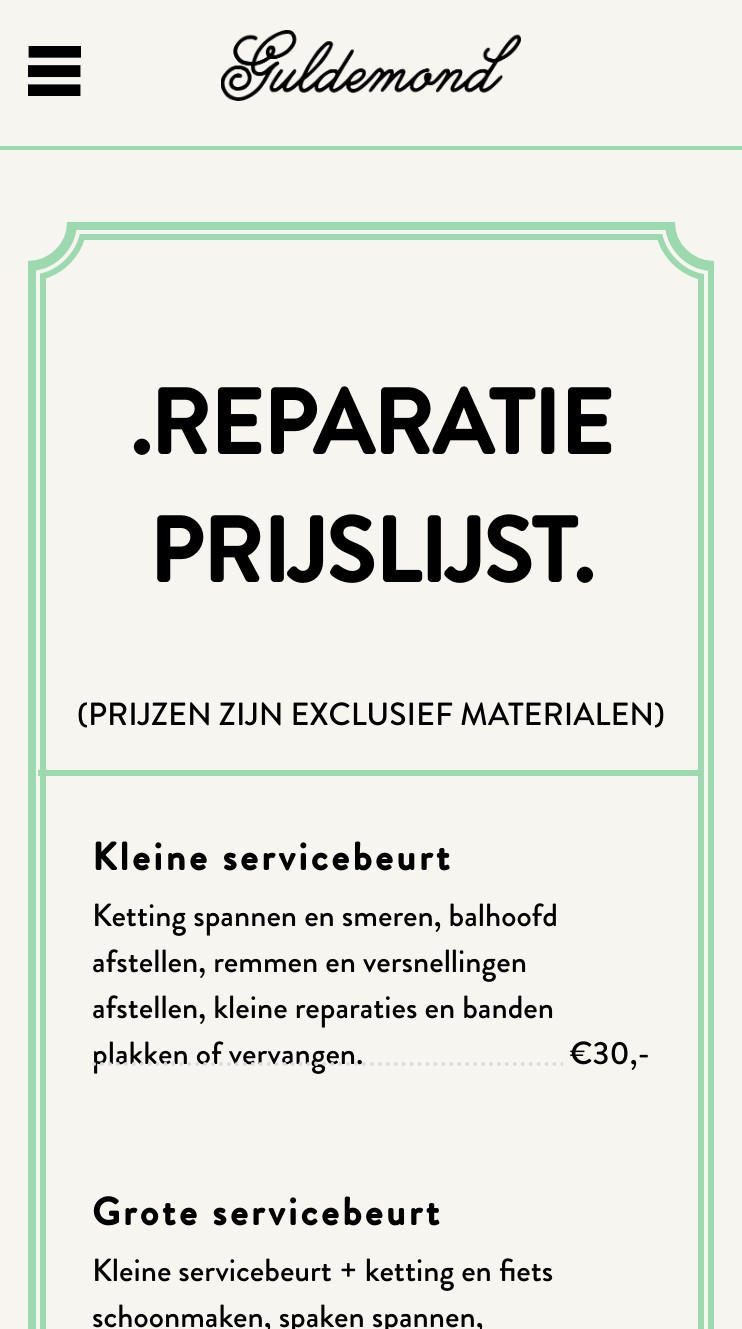 Guldemond
.REPARATIE
PRIJSLIJST.
(PRIJZEN ZIJN EXCLUSIEF MATERIALEN)
Kleine servicebeurt
Ketting spannen en smeren, balhoofd
afstellen, remmen en versnellingen
afstellen, kleine reparaties en banden
plakken of vervangen. €30,-
Grote servicebeurt
Kleine servicebeurt + ketting en fiets
schoonmaken, spaken spannen,